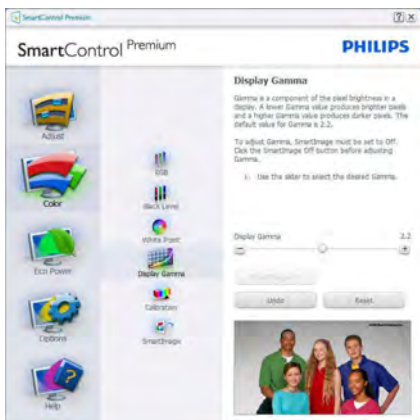 SmartControl Premium
SmartControl Premium
PHILIPS
Adjust
Color
Eco Power
Options
Help
RGB
Black Level
White Point
Display Gamma
Calibration
SmartImage
Display Gamma
Gamma is a component of the pixel brightness in a
display. A lower Gamma value produces brighter pixels
and a higher Gamma value produces darker pixels. The
default value for Gamma is 2.2.
To adjust Gamma, SmartImage must be set to Off.
Click the SmartImage Off button before adjusting
Gamma.
1. Use the slider to select the desired Gamma.
Display Gamma 2.2
Undo Reset